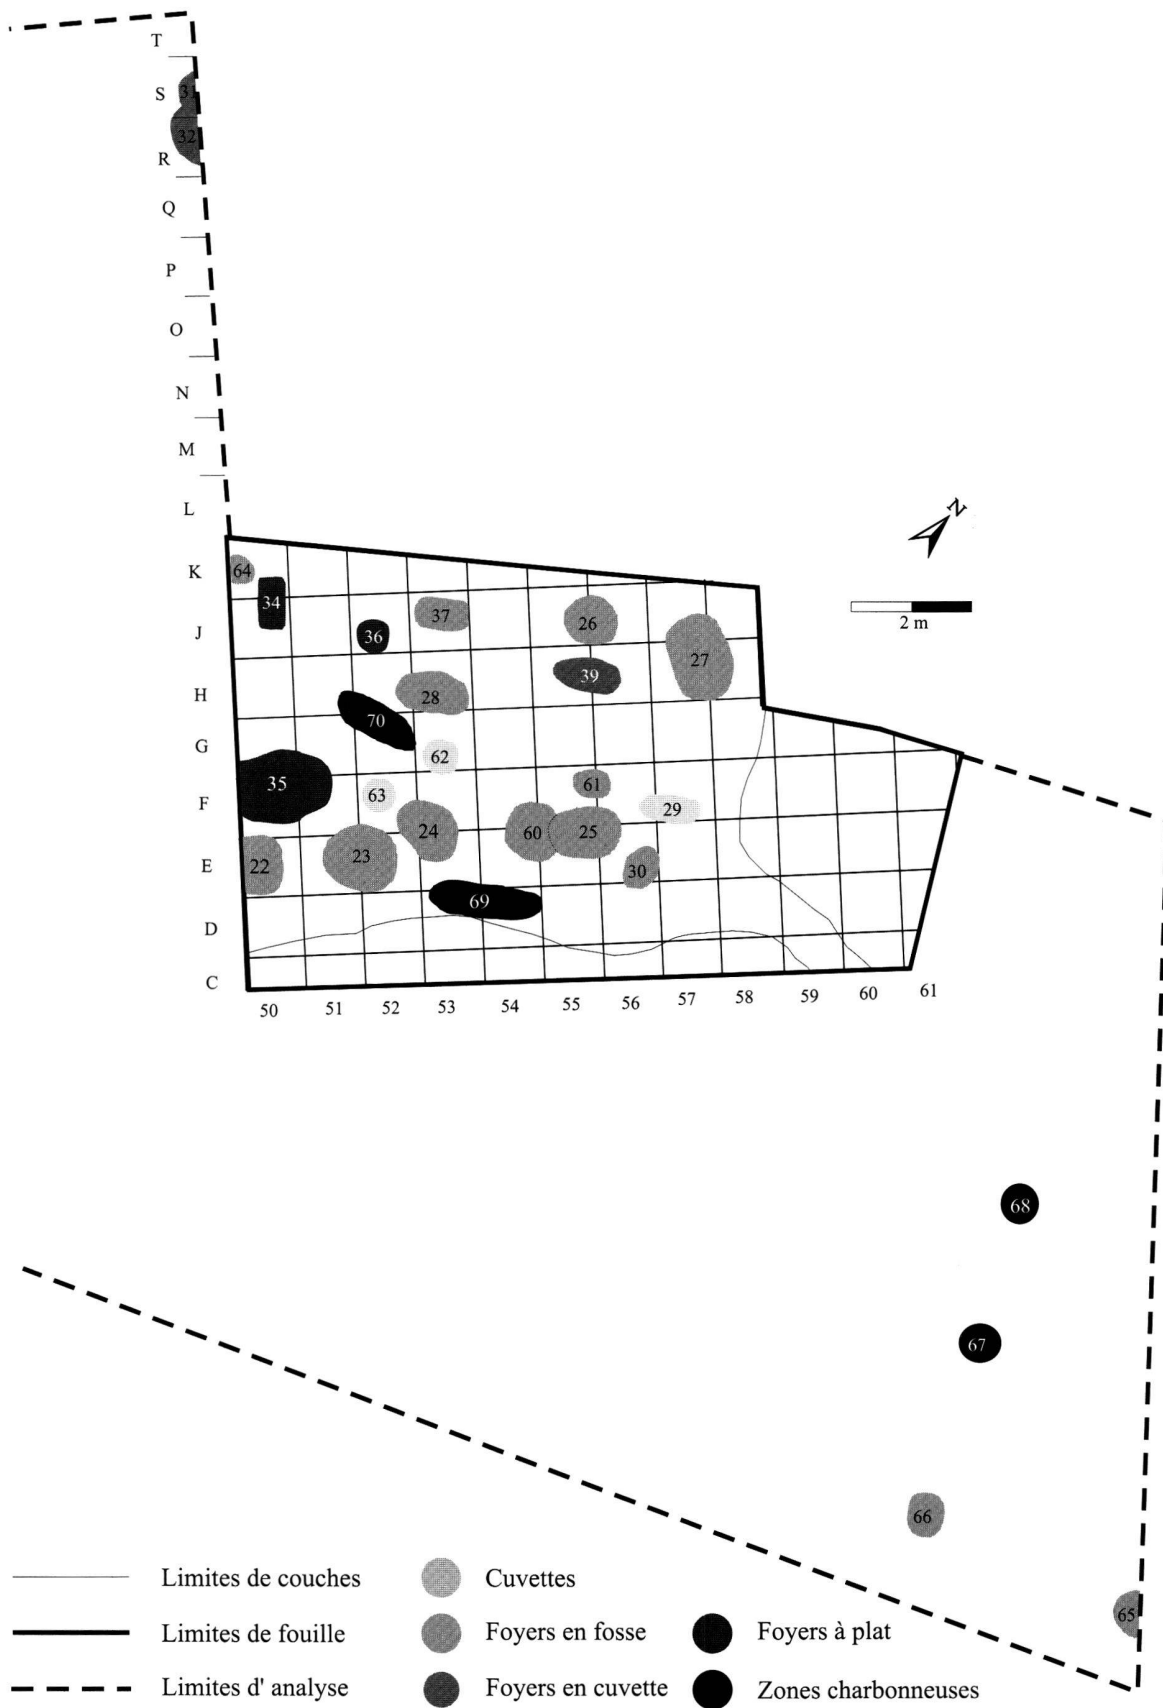 T
S 31
32
R
Q
P
O
N
M
L
N
K 64
34
37
2 m
J 36 26
27
39
H 28
70
G 62
35 63 61
F 29
24 60 25
E 22 23 30
69
D
C
50 51 52 53 54 55 56 57 58 59 60 61
68
67
66
65
Limites de couches Cuvettes
Limites de fouille Foyers en fosse Foyers à plat
Limites d' analyse Foyers en cuvette Zones charbonneuses